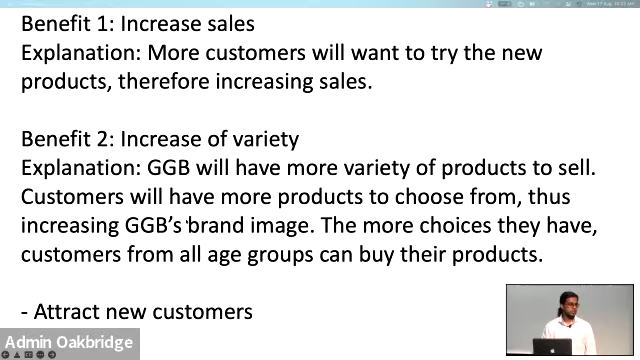 Benefit 1: Increase sales
Explanation: More customers will want to try the new
products, therefore increasing sales.
Benefit 2: Increase of variety
Explanation: GGB will have more variety of products to sell.
Customers will have more products to choose from, thus
increasing GGB's brand image. The more choices they have,
customers from all age groups can buy their products.
- Attract new customers
Admin Oakbridge